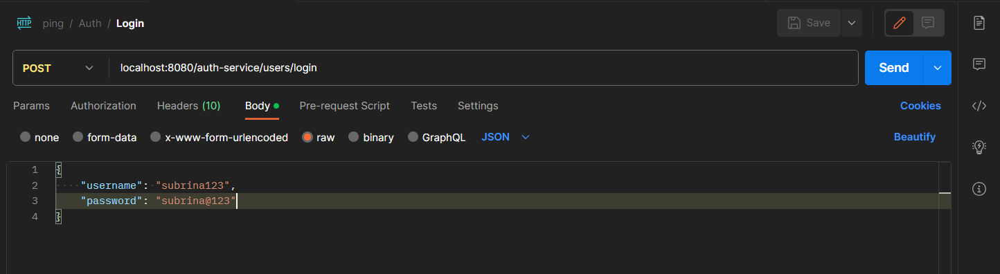 HTTP ping / Auth / Login Save
POST localhost:8080/auth-service/users/login Send
Params Authorization Headers (10) Body Pre-request Script Tests Settings Cookies
none form-data x-www-form-urlencoded raw binary GraphQL JSON Beautify
1 {
2 "username": "subrina123",
3 "password": "subrina@123"
4 }